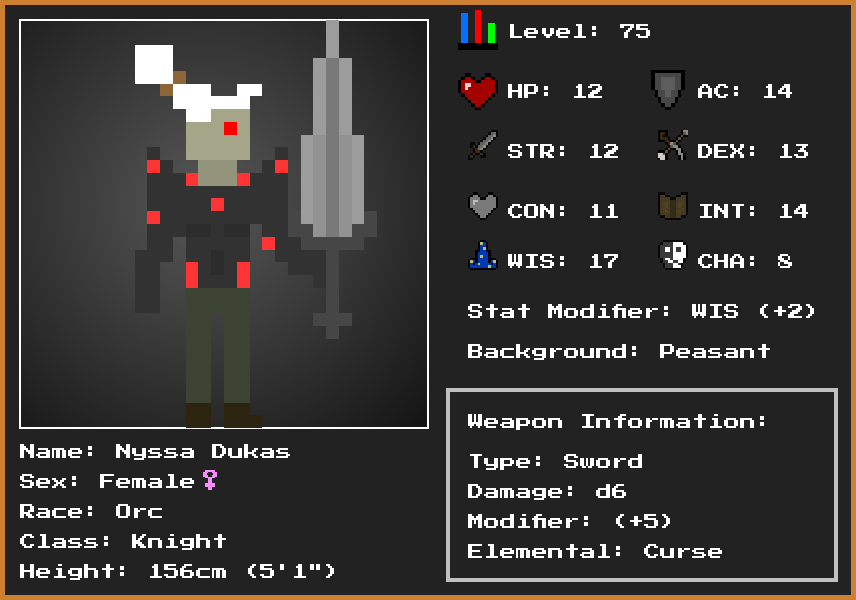 Level: 75
HP: 12
AC: 14
STR: 12
DEX: 13
CON: 11
INT: 14
WIS: 17
CHA: 8
Stat Modifier: WIS (+2)
Background: Peasant
Weapon Information:
Type: Sword
Damage: d6
Modifier: (+5)
Elemental: Curse
Name: Nyssa Dukas
Sex: Female♀
Race: Orc
Class: Knight
Height: 156cm (5'1")